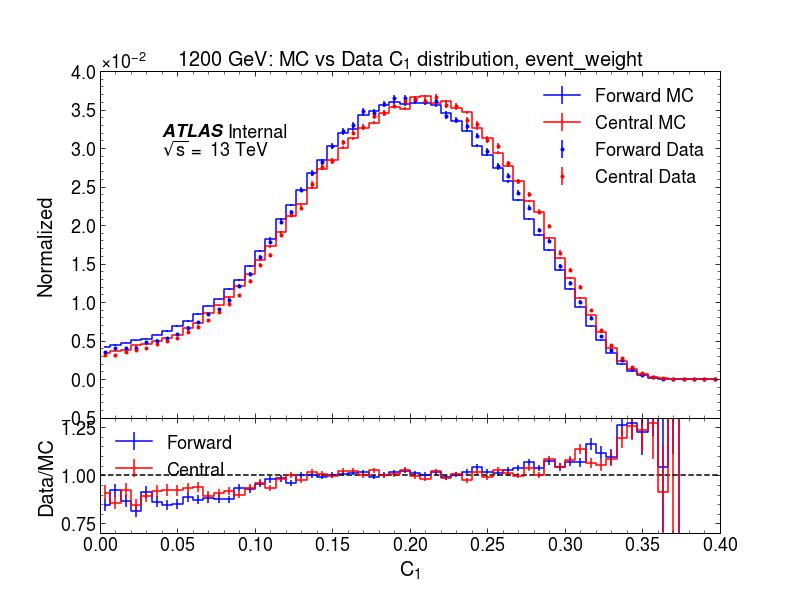 ×10⁻² 1200 GeV: MC vs Data C₁ distribution, event_weight
4.0
3.5
3.0
2.5
2.0
1.5
1.0
0.5
0.0
−0.5
Normalized
ATLAS Internal
√s = 13 TeV
Forward MC
Central MC
Forward Data
Central Data
1.25
1.00
0.75
Data/MC
Forward
Central
0.00 0.05 0.10 0.15 0.20 0.25 0.30 0.35 0.40
C₁